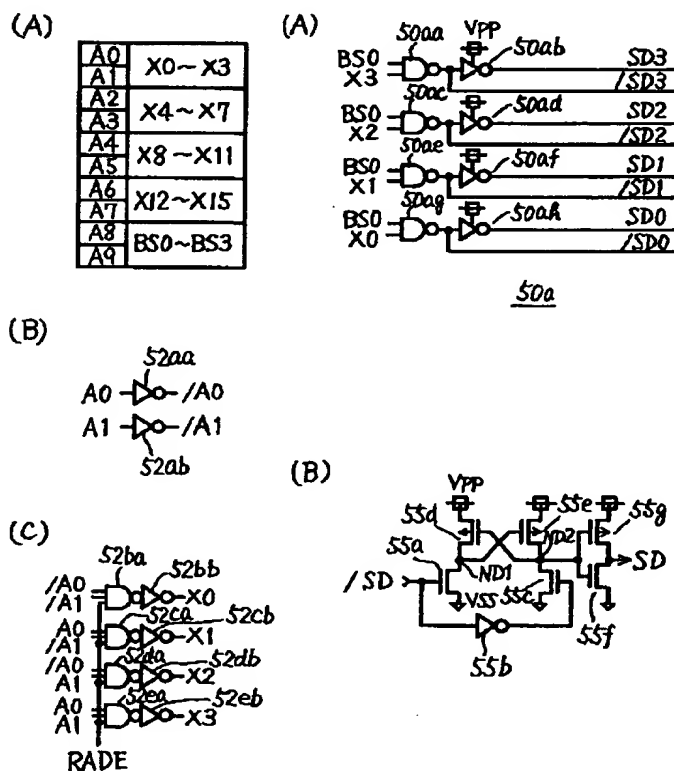 (A)
A0
A1
X0~X3
A2
A3
X4~X7
A4
A5
X8~X11
A6
A7
X12~X15
A8
A9
BS0~BS3
(B)
52aa
A0
/A0
A1
/A1
52ab
(C)
52ba
52bb
/A0
/A1
X0
52ca
52cb
A0
/A1
X1
52da
52db
/A0
A1
X2
52ea
52eb
A0
A1
X3
RADE
(A)
50aa
VPP
50ab
BS0
X3
SD3
/SD3
50ac
50ad
BS0
X2
SD2
/SD2
50ae
50af
BS0
X1
SD1
/SD1
50ag
50ah
BS0
X0
SD0
/SD0
50a
(B)
VPP
55d
55e
55g
55a
ND2
ND1
/SD
SD
VSS
55c
55b
55f